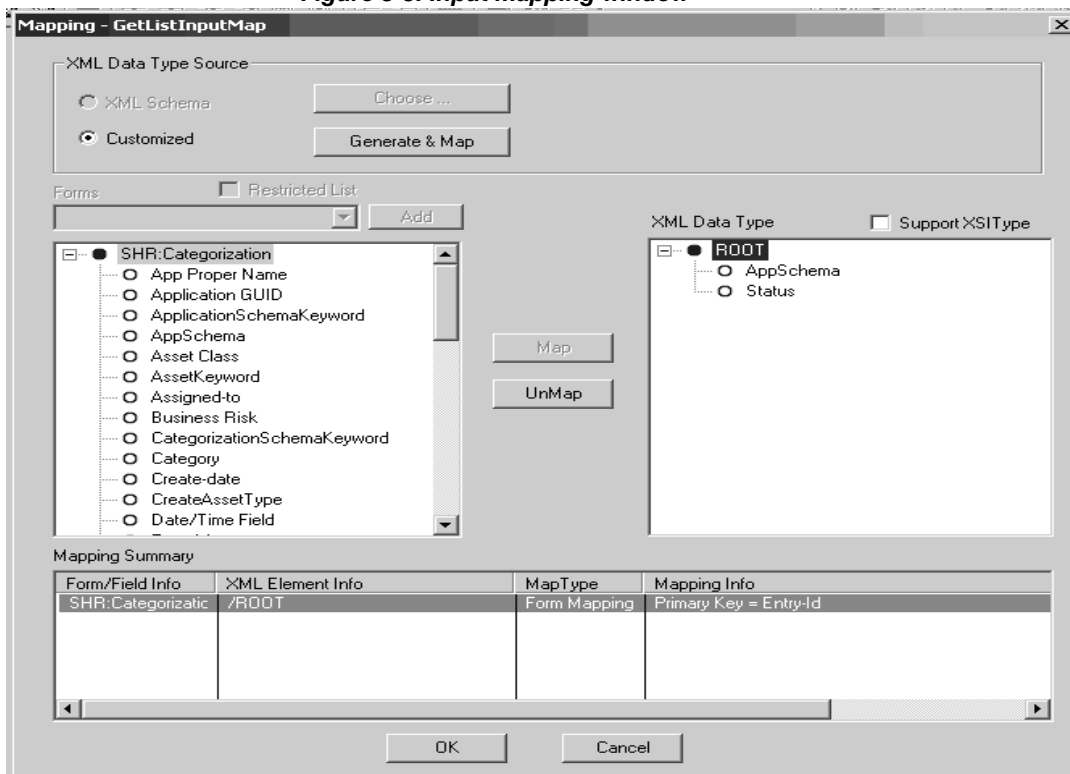 Mapping - GetListInputMap
XML Data Type Source
XML Schema
Choose ...
Customized
Generate & Map
Forms
Restricted List
Add
XML Data Type
Support XSIType
SHR:Categorization
App Proper Name
Application GUID
ApplicationSchemaKeyword
AppSchema
Asset Class
AssetKeyword
Assigned-to
Business Risk
CategorizationSchemaKeyword
Category
Create-date
CreateAssetType
Date/Time Field
Map
UnMap
ROOT
AppSchema
Status
Mapping Summary
Form/Field Info XML Element Info MapType Mapping Info
SHR:Categorizatic /ROOT Form Mapping Primary Key = Entry-Id
OK Cancel